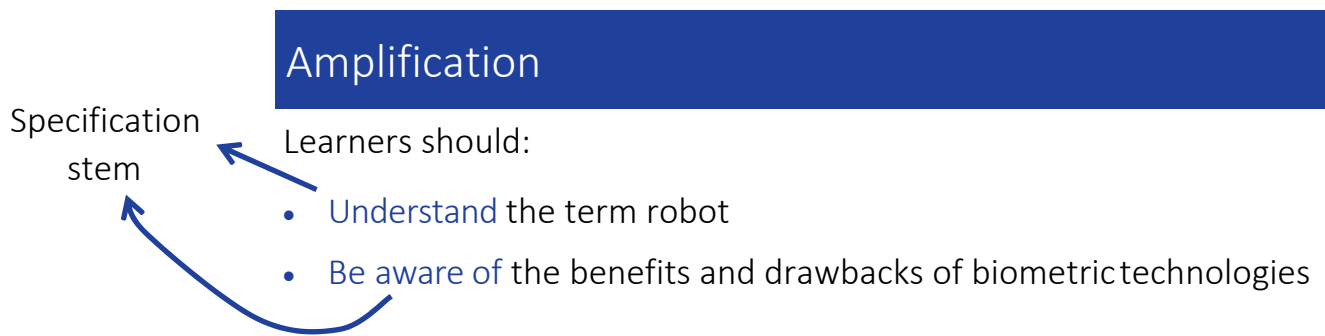 Amplification
Specification
stem
Learners should:
• Understand the term robot
• Be aware of the benefits and drawbacks of biometric technologies